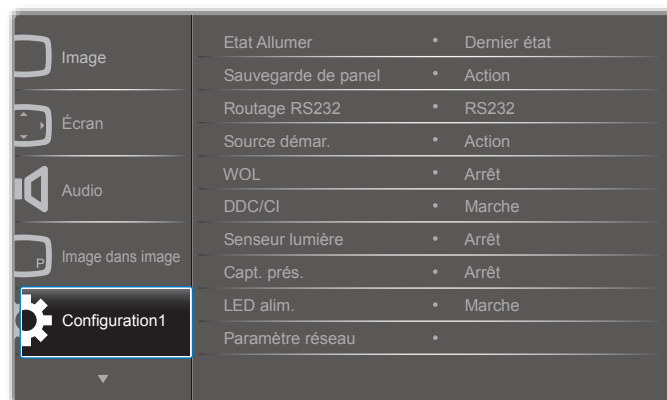 Image
Écran
Audio
P
Image dans image
Configuration1
Etat Allumer • Dernier état
Sauvegarde de panel • Action
Routage RS232 • RS232
Source démar. • Action
WOL • Arrêt
DDC/CI • Marche
Senseur lumière • Arrêt
Capt. prés. • Arrêt
LED alim. • Marche
Paramètre réseau •